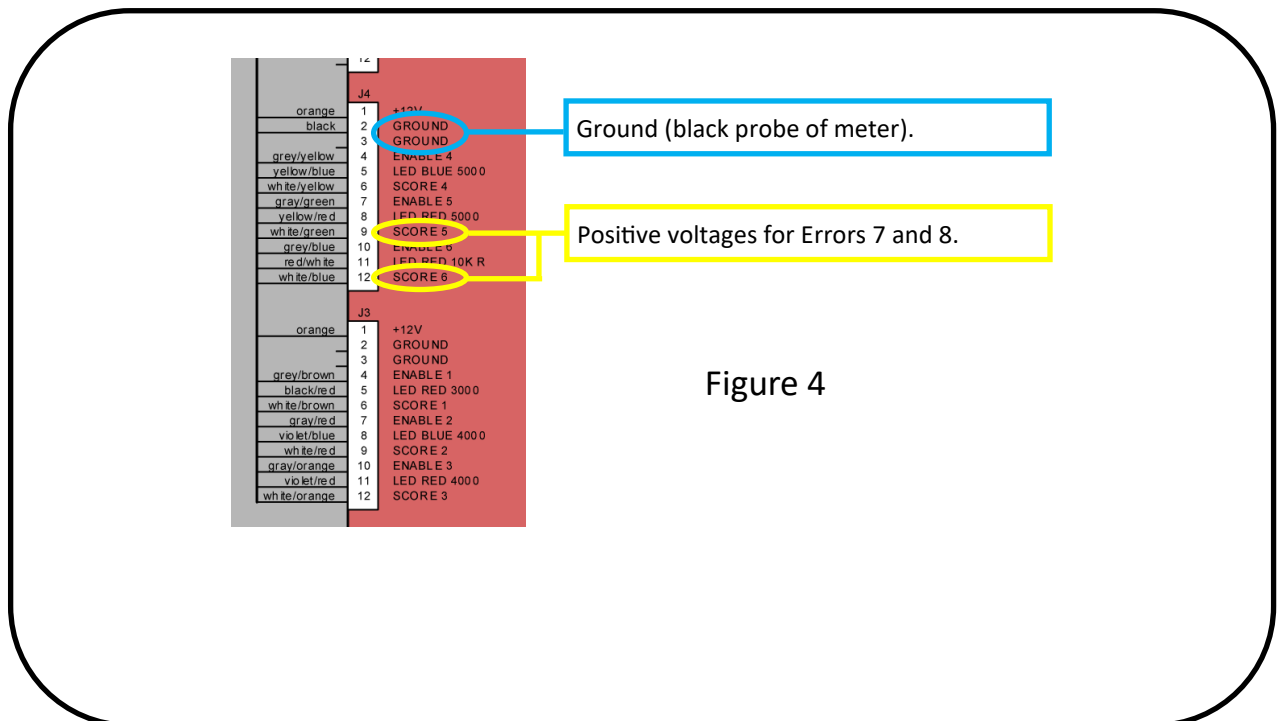 12
J4
orange 1 +12V
black 2 GROUND
3 GROUND
grey/yellow 4 ENABLE 4
yellow/blue 5 LED BLUE 5000
white/yellow 6 SCORE 4
gray/green 7 ENABLE 5
yellow/red 8 LED RED 5000
white/green 9 SCORE 5
grey/blue 10 ENABLE 6
red/white 11 LED RED 10K R
white/blue 12 SCORE 6
Ground (black probe of meter).
Positive voltages for Errors 7 and 8.
J3
orange 1 +12V
2 GROUND
3 GROUND
grey/brown 4 ENABLE 1
black/red 5 LED RED 3000
white/brown 6 SCORE 1
gray/red 7 ENABLE 2
violet/blue 8 LED BLUE 4000
white/red 9 SCORE 2
gray/orange 10 ENABLE 3
violet/red 11 LED RED 4000
white/orange 12 SCORE 3
Figure 4